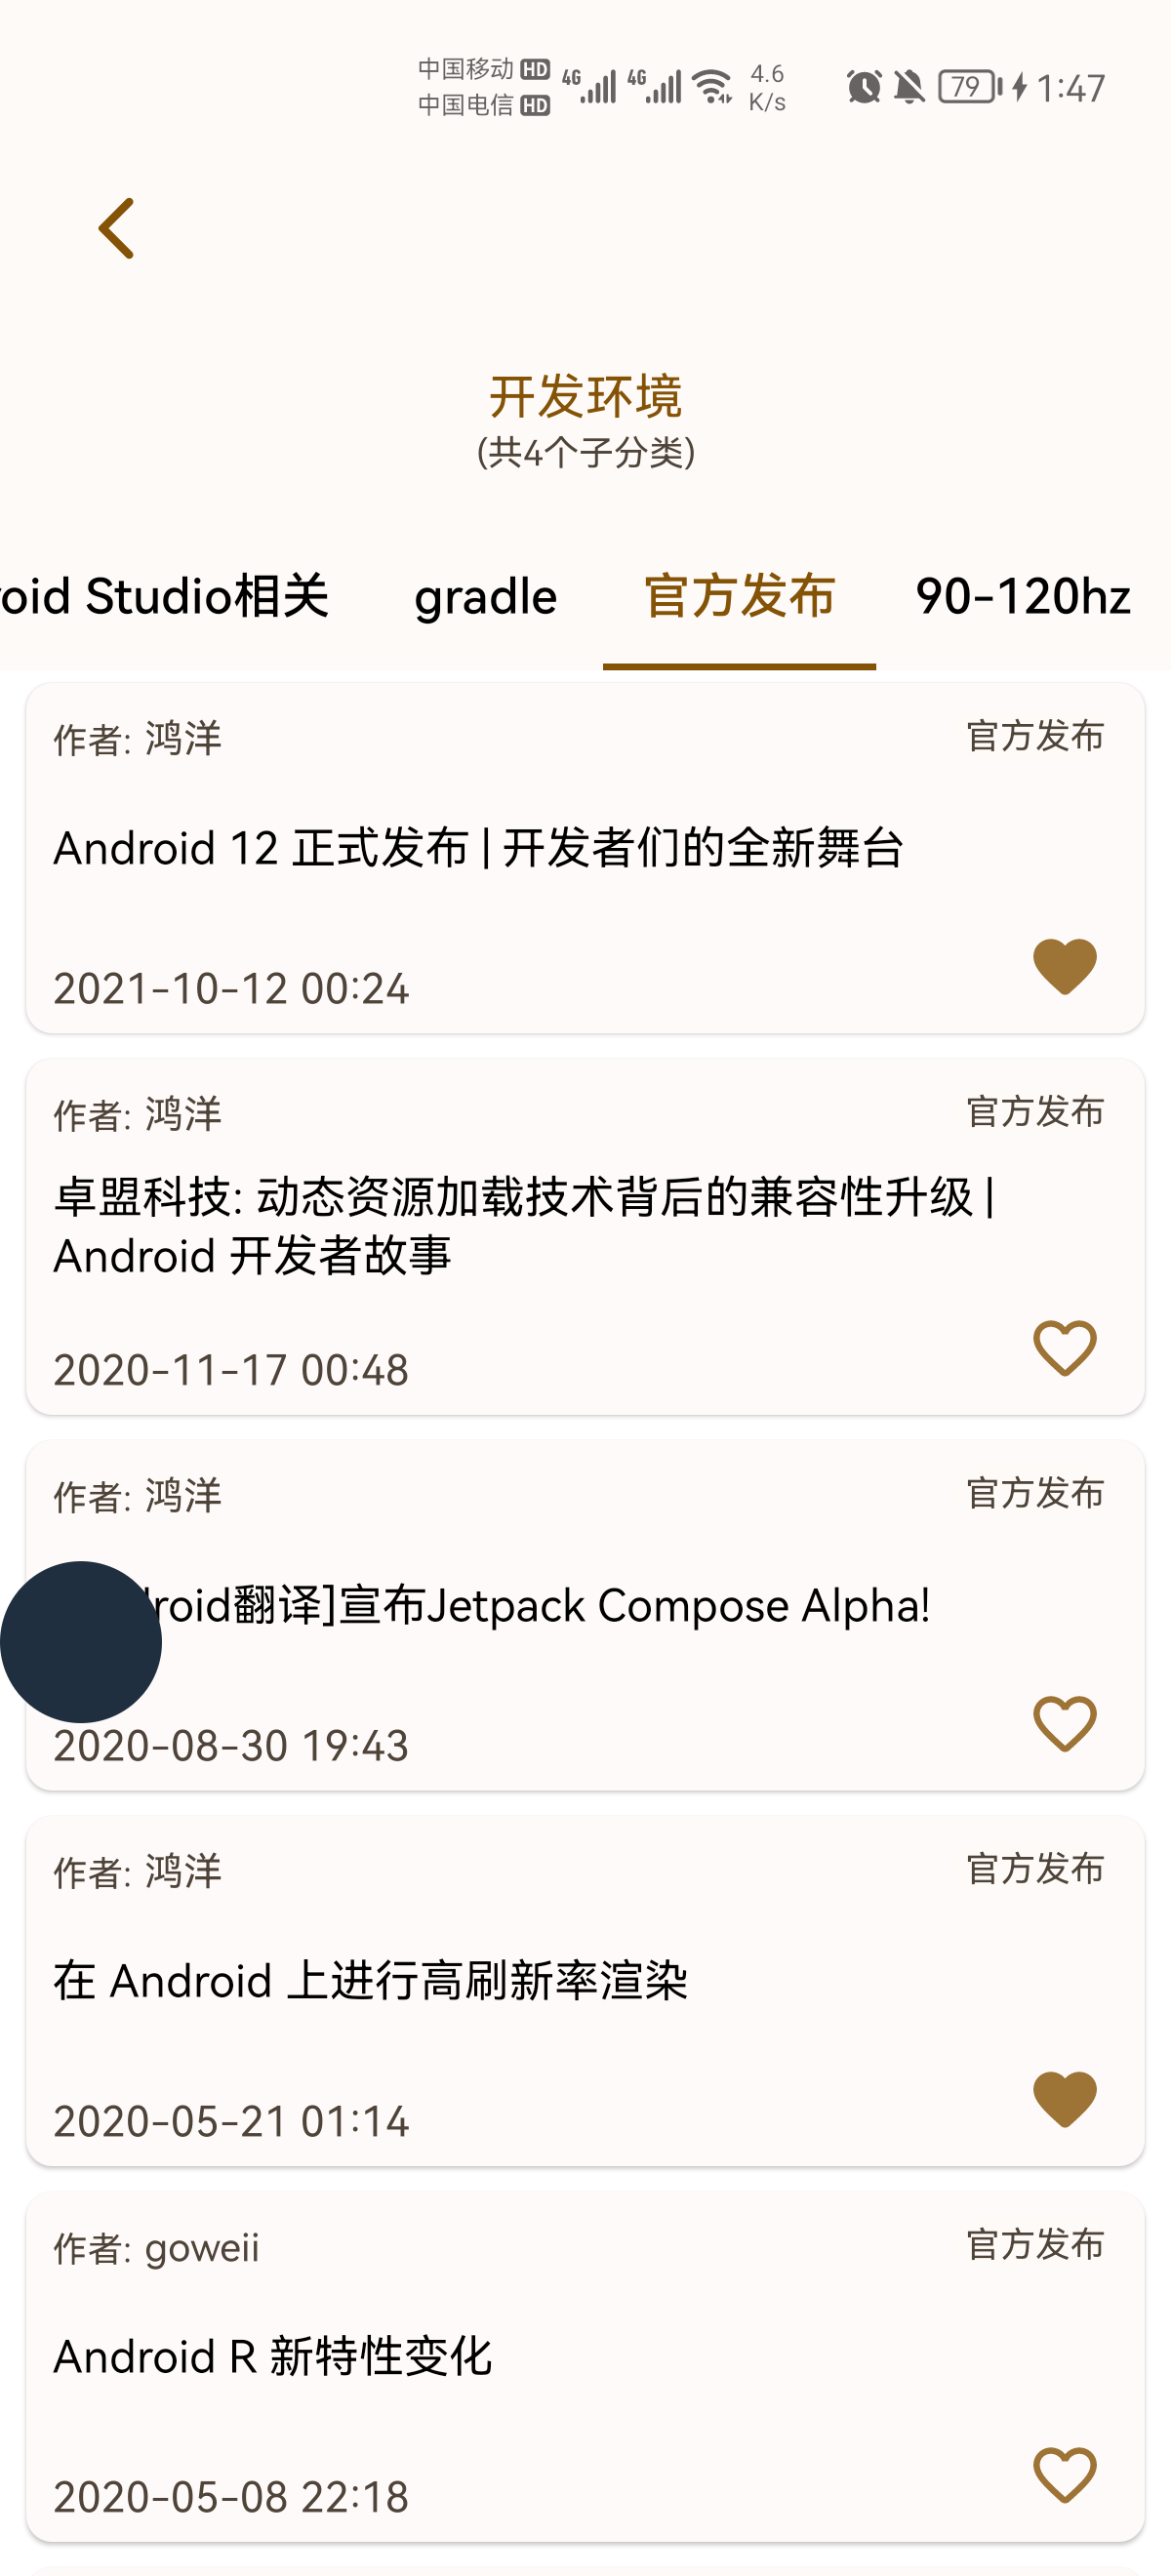 中国移动 HD
中国电信 HD
4G 4G 4.6 K/s 79 1:47
开发环境
(共4个子分类)
oid Studio相关 gradle 官方发布 90-120hz
作者: 鸿洋 官方发布
Android 12 正式发布 | 开发者们的全新舞台
2021-10-12 00:24
作者: 鸿洋 官方发布
卓盟科技: 动态资源加载技术背后的兼容性升级 |
Android 开发者故事
2020-11-17 00:48
作者: 鸿洋 官方发布
roid翻译]宣布Jetpack Compose Alpha!
2020-08-30 19:43
作者: 鸿洋 官方发布
在 Android 上进行高刷新率渲染
2020-05-21 01:14
作者: goweii 官方发布
Android R 新特性变化
2020-05-08 22:18